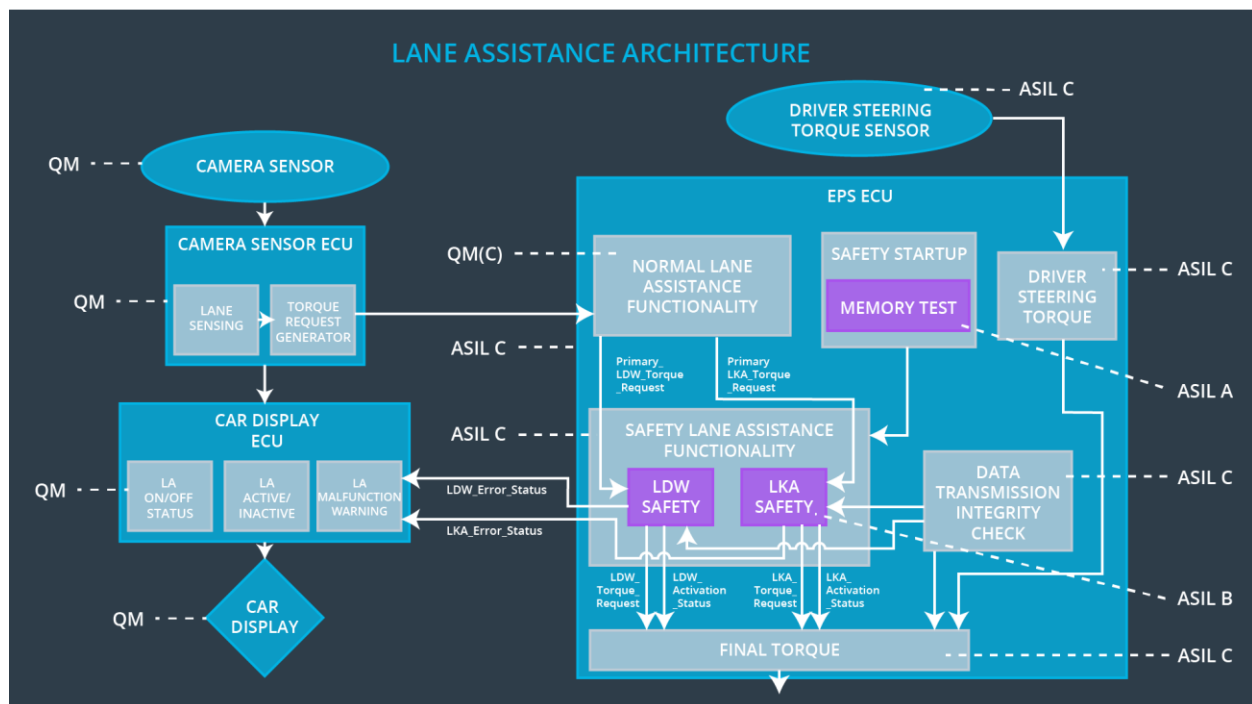 LANE ASSISTANCE ARCHITECTURE
ASIL C
DRIVER STEERING
TORQUE SENSOR
QM
CAMERA SENSOR
EPS ECU
CAMERA SENSOR ECU
QM
LANE
SENSING
TORQUE
REQUEST
GENERATOR
QM(C)
NORMAL LANE
ASSISTANCE
FUNCTIONALITY
SAFETY STARTUP
MEMORY TEST
DRIVER
STEERING
TORQUE
ASIL C
ASIL C
ASIL A
Primary_
LDW_Torque
_Request
Primary
LKA_Torque
_Request
CAR DISPLAY
ECU
QM
LA
ON/OFF
STATUS
LA
ACTIVE/
INACTIVE
LA
MALFUNCTION
WARNING
ASIL C
SAFETY LANE ASSISTANCE
FUNCTIONALITY
LDW
SAFETY
LKA
SAFETY
DATA
TRANSMISSION
INTEGRITY
CHECK
ASIL C
LDW_Error_Status
LKA_Error_Status
LDW_
Torque_
Request
LDW_
Activation
_Status
LKA_
Torque_
Request
LKA_
Activation
_Status
ASIL B
QM
CAR
DISPLAY
FINAL TORQUE
ASIL C